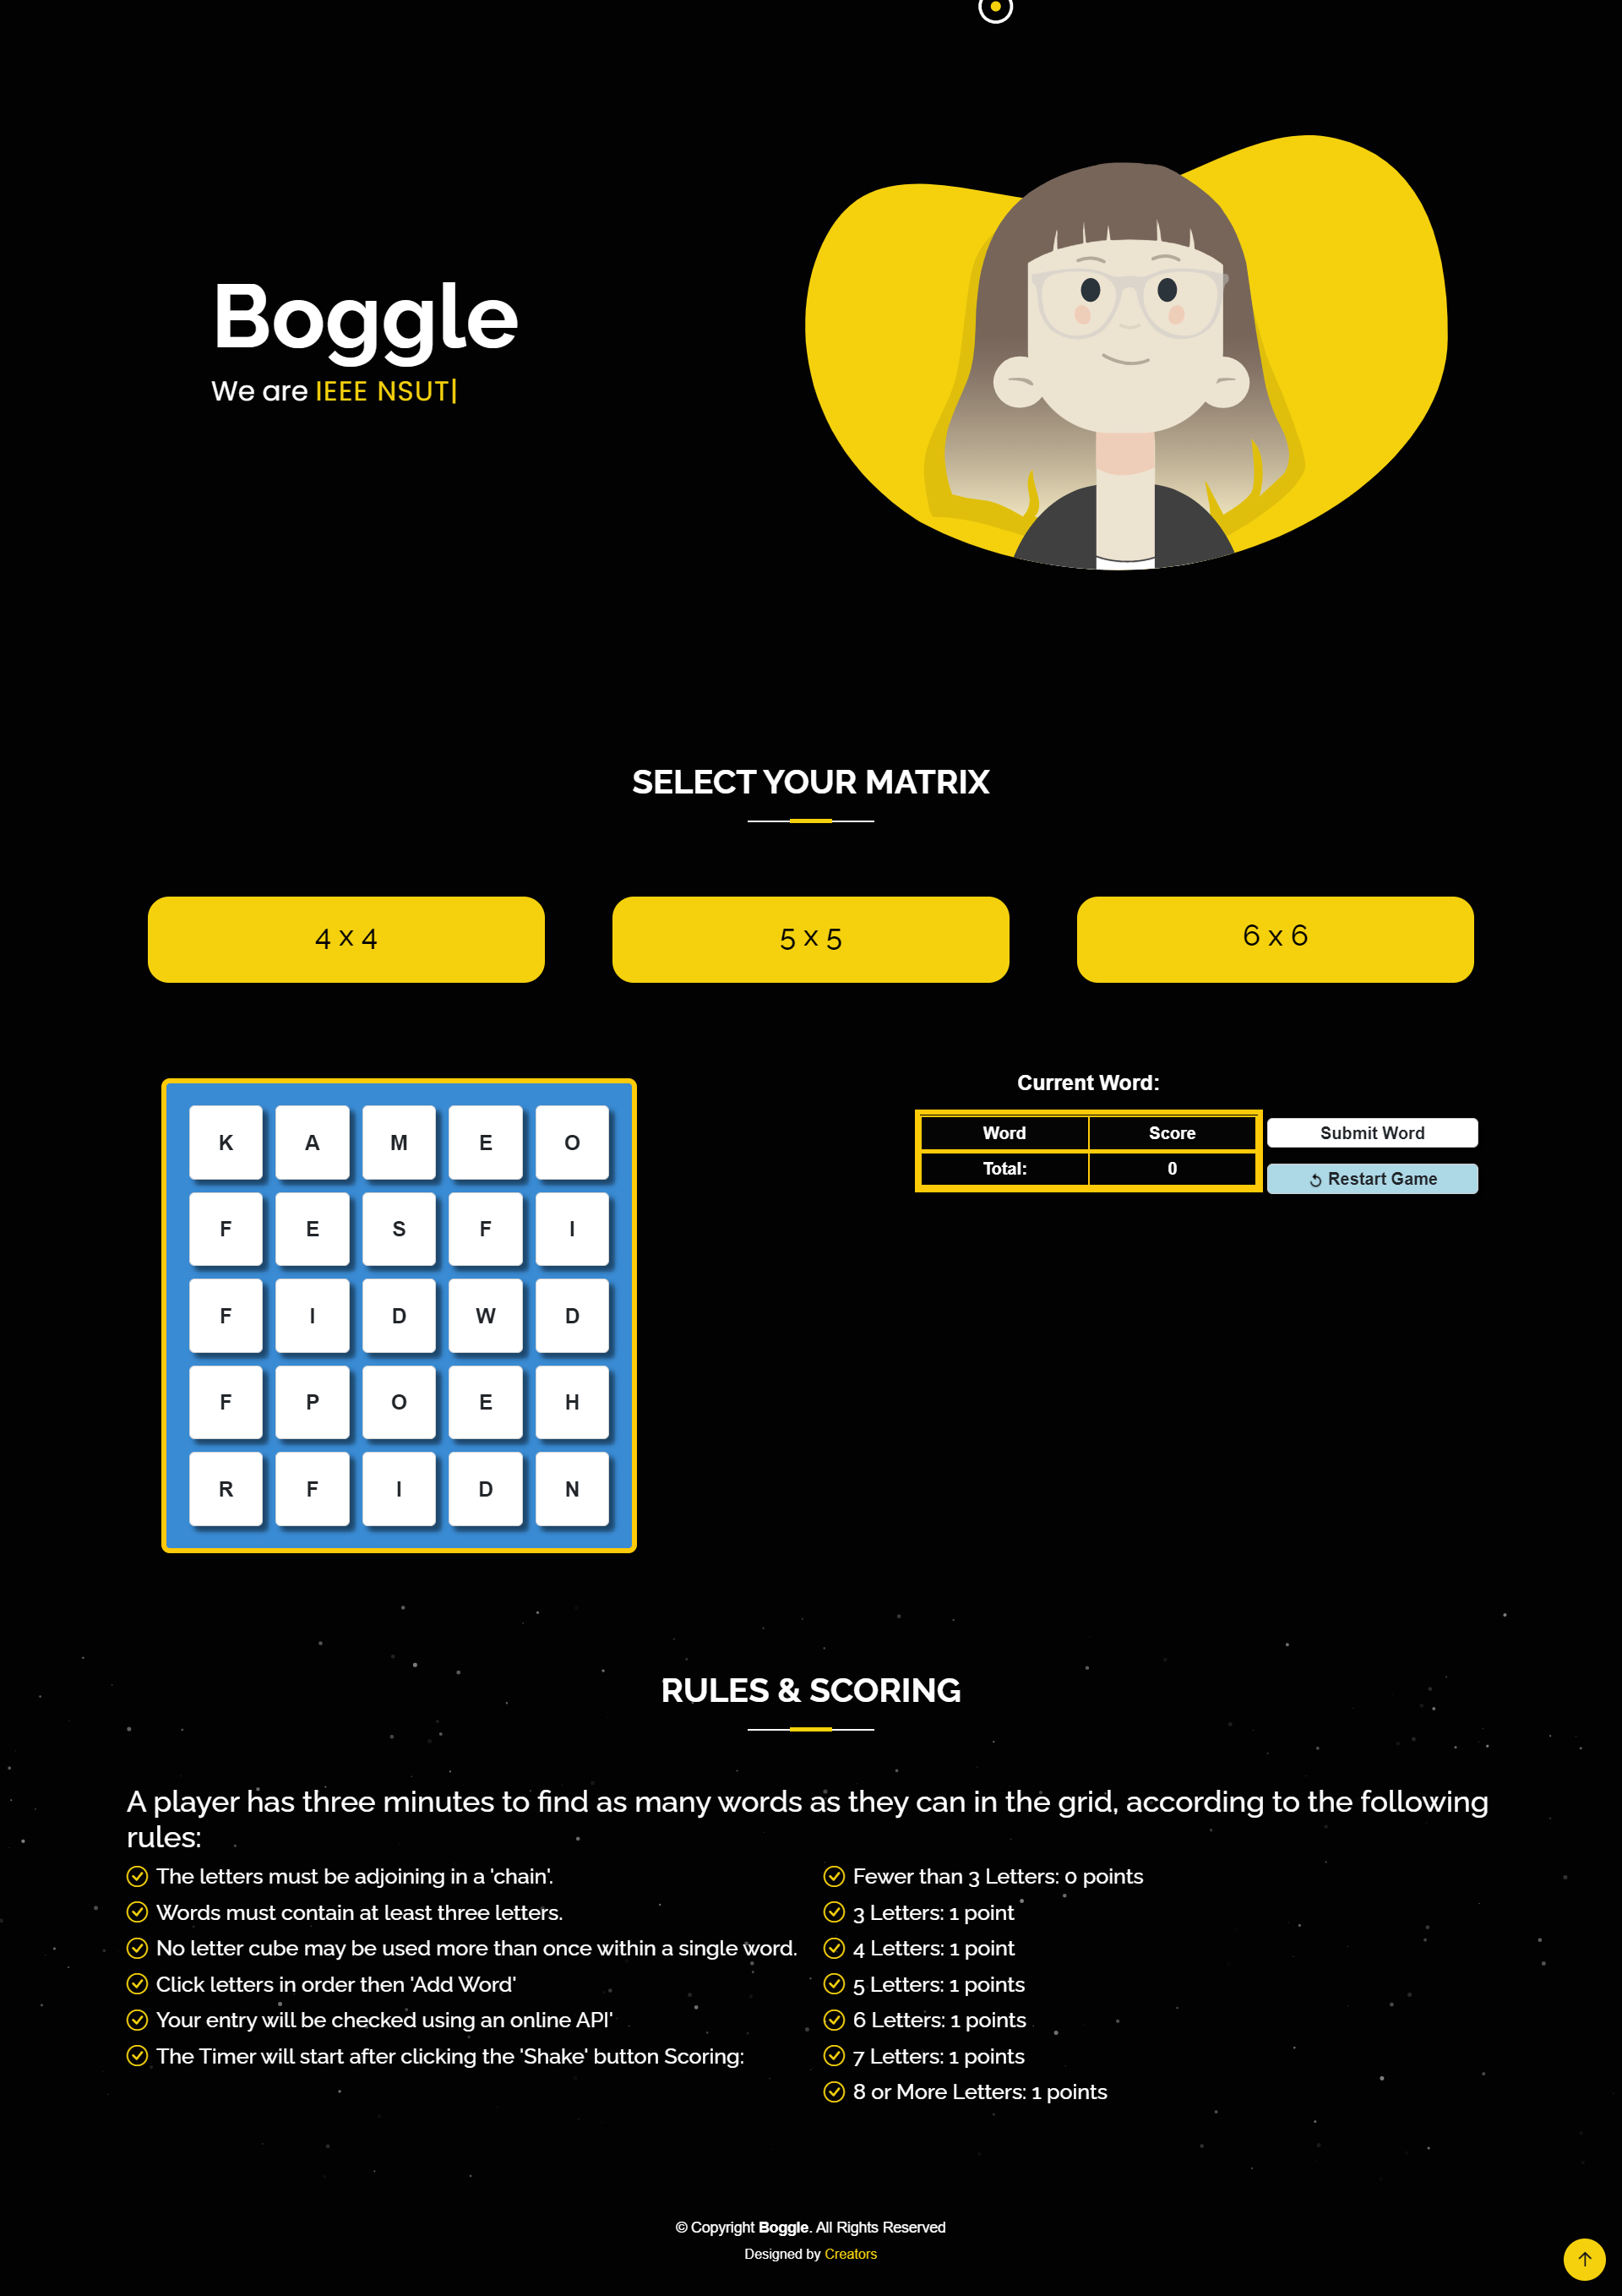 Boggle
We are IEEE NSUT|
SELECT YOUR MATRIX
4 x 4
5 x 5
6 x 6
K A M E O
F E S F I
F I D W D
F P O E H
R F I D N
Current Word:
Word Score
Total: 0
Submit Word
Restart Game
RULES & SCORING
A player has three minutes to find as many words as they can in the grid, according to the following
rules:
The letters must be adjoining in a 'chain'.
Words must contain at least three letters.
No letter cube may be used more than once within a single word.
Click letters in order then 'Add Word'
Your entry will be checked using an online API'
The Timer will start after clicking the 'Shake' button Scoring:
Fewer than 3 Letters: 0 points
3 Letters: 1 point
4 Letters: 1 point
5 Letters: 1 points
6 Letters: 1 points
7 Letters: 1 points
8 or More Letters: 1 points
© Copyright Boggle. All Rights Reserved
Designed by Creators